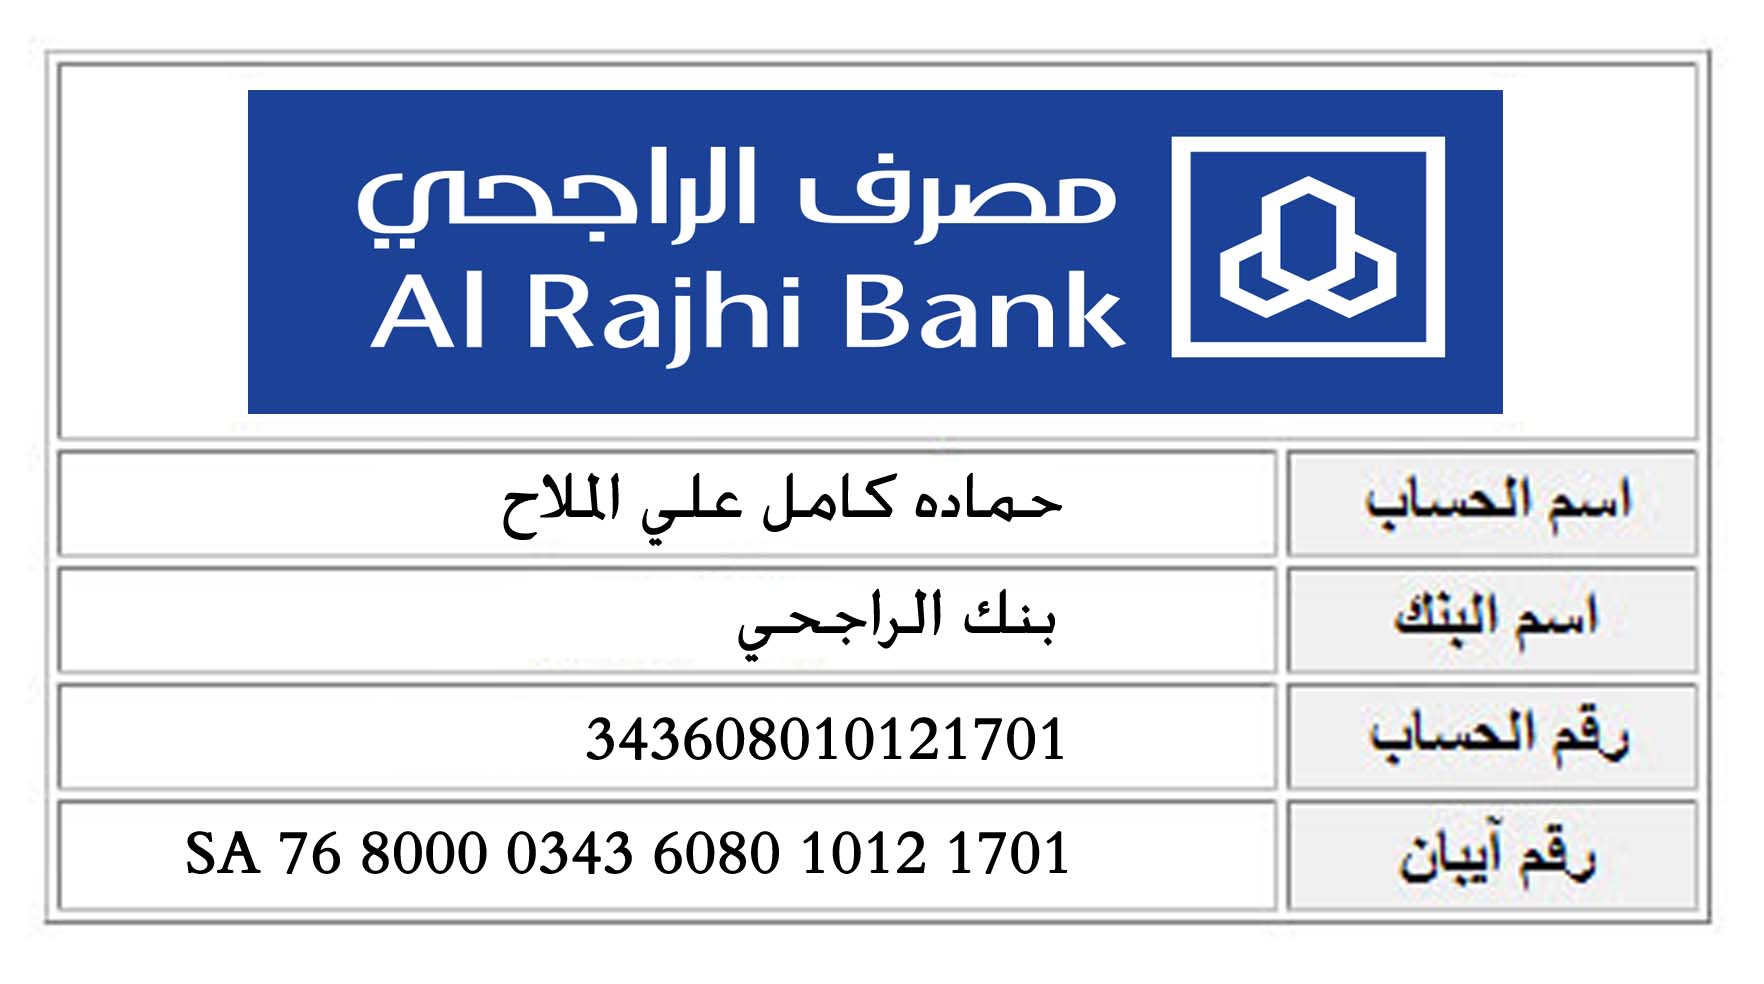 مصرف الراجحي
Al Rajhi Bank
اسم الحساب حماده كامل علي الملاح
اسم البنك بنك الراجحي
رقم الحساب 343608010121701
رقم آيبان SA 76 8000 0343 6080 1012 1701